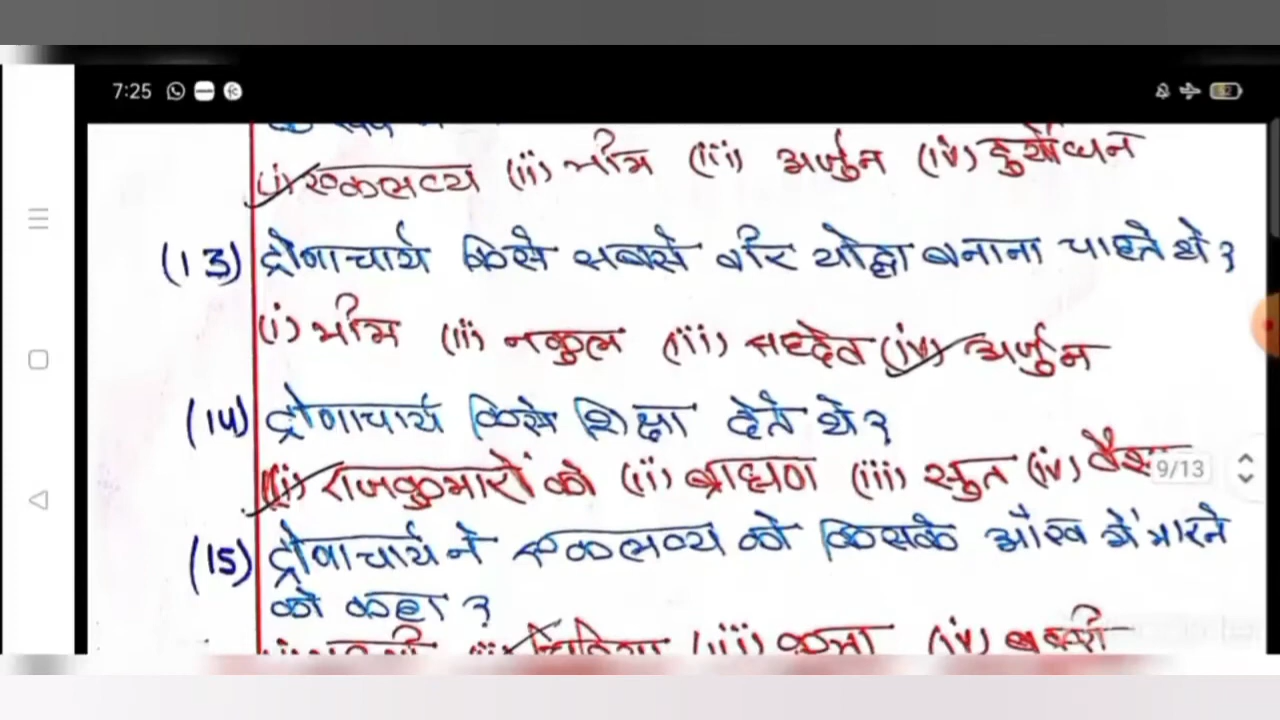 7:25
(i) एकलव्य (ii) भीम (iii) अर्जुन (iv) दुर्योधन
(13) द्रोणाचार्य किसे सबसे वीर योद्धा बनाना चाहते थे ?
(i) भीम (ii) नकुल (iii) सहदेव (iv) अर्जुन
(14) द्रोणाचार्य किसे शिक्षा देते थे ?
(i) राजकुमारों को (ii) ब्राह्मण (iii) सूत (iv)
9/13
(15) द्रोणाचार्य ने एकलव्य को किसके आँख में मारने
को कहा ?
(iii) (iv) बकरी